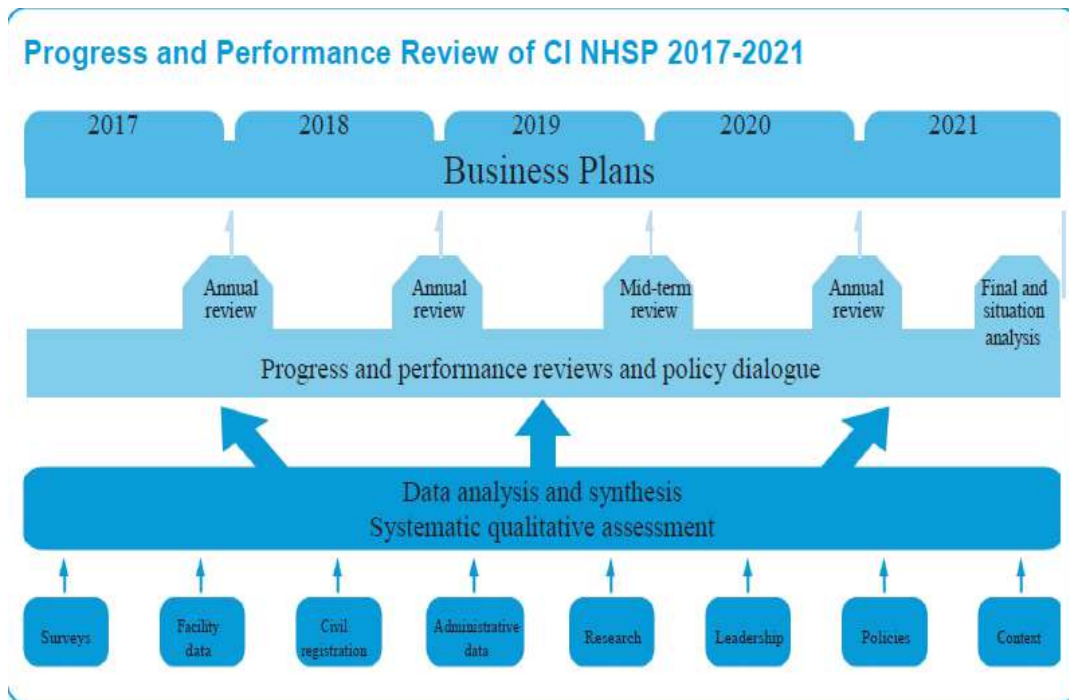 Progress and Performance Review of CI NHSP 2017-2021
2017 2018 2019 2020 2021
Business Plans
Annual
review
Annual
review
Mid-term
review
Annual
review
Final and
situation
analysis
Progress and performance reviews and policy dialogue
Data analysis and synthesis
Systematic qualitative assessment
Surveys
Facility
data
Civil
registration
Administrative
data
Research
Leadership
Policies
Context